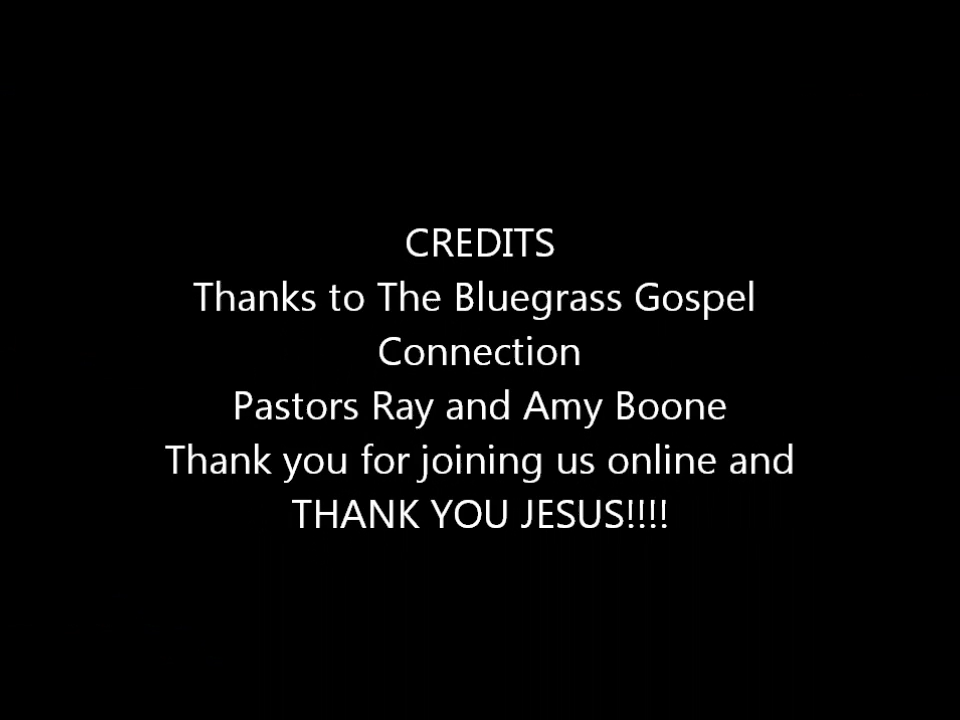 CREDITS
Thanks to The Bluegrass Gospel
Connection
Pastors Ray and Amy Boone
Thank you for joining us online and
THANK YOU JESUS!!!!